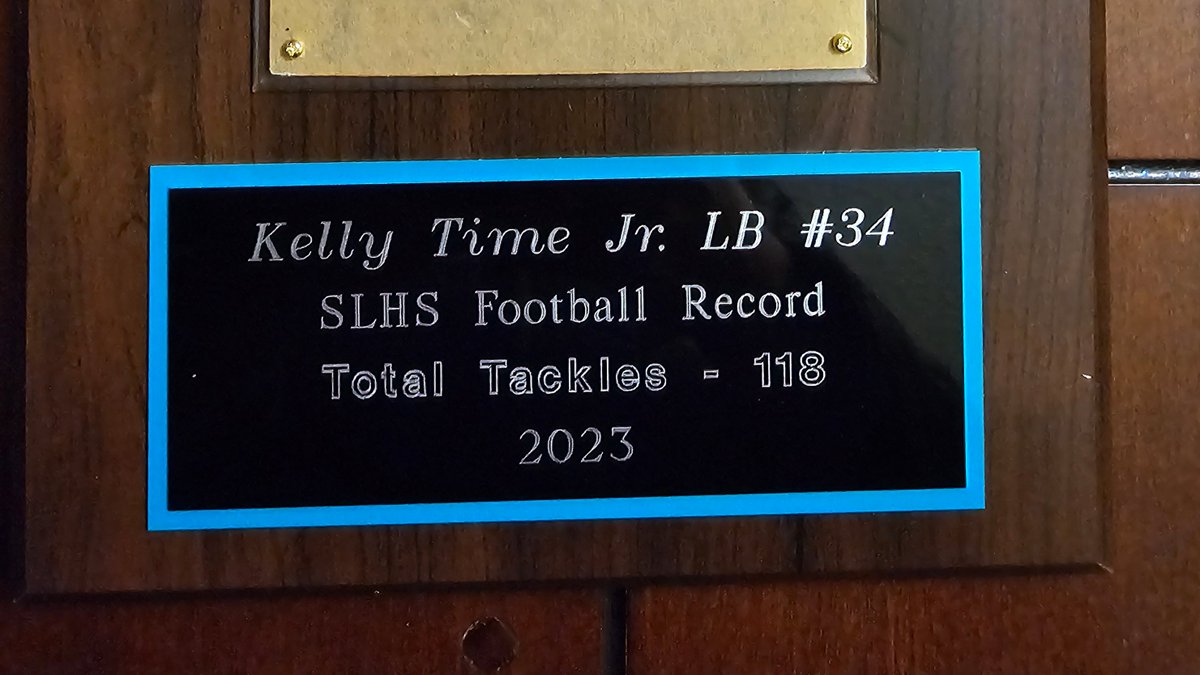 Kelly Time Jr. LB #34
SLHS Football Record
Total Tackles - 118
2023